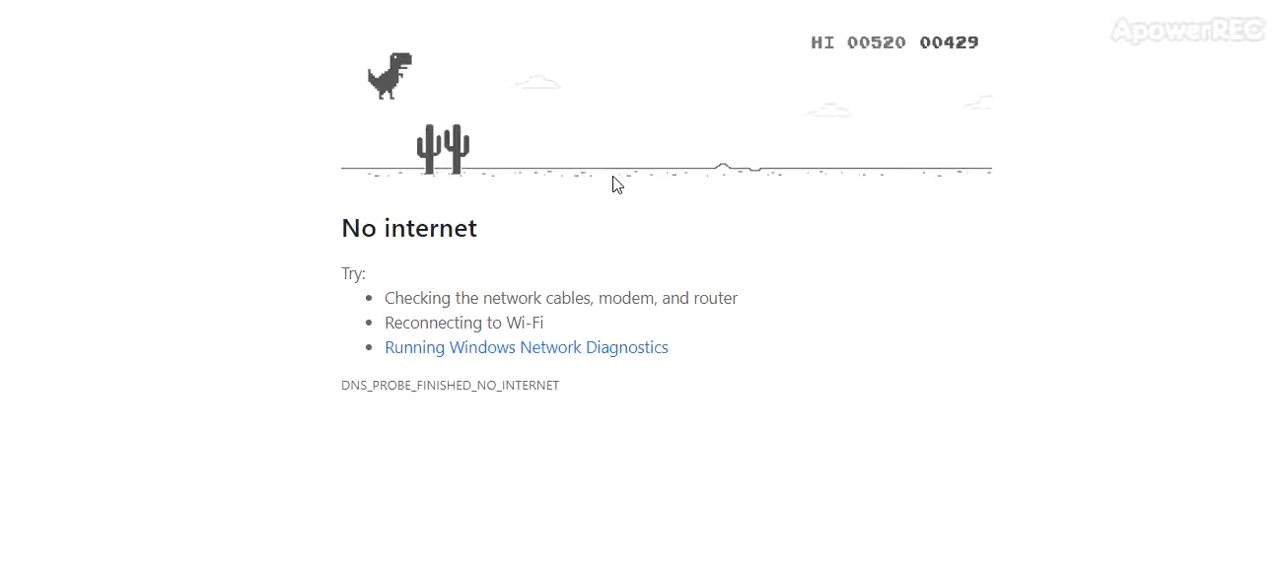 ApowerREC
HI 00520 00429
No internet
Try:
Checking the network cables, modem, and router
Reconnecting to Wi-Fi
Running Windows Network Diagnostics
DNS_PROBE_FINISHED_NO_INTERNET